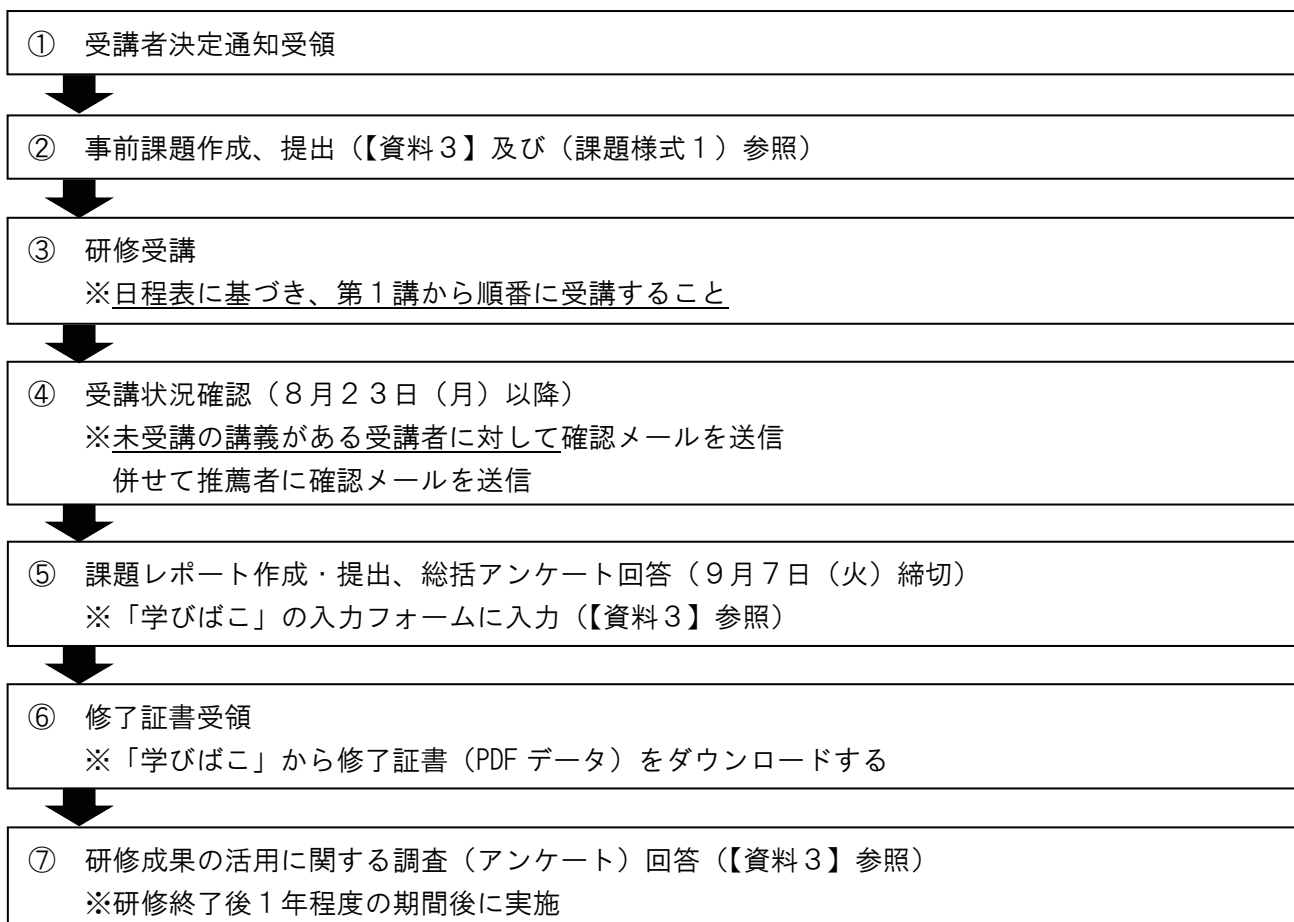 ① 受講者決定通知受領
② 事前課題作成、提出（【資料３】及び（課題様式１）参照）
③ 研修受講
※日程表に基づき、第１講から順番に受講すること
④ 受講状況確認（８月２３日（月）以降）
※未受講の講義がある受講者に対して確認メールを送信
併せて推薦者に確認メールを送信
⑤ 課題レポート作成・提出、総括アンケート回答（９月７日（火）締切）
※「学びばこ」の入力フォームに入力（【資料３】参照）
⑥ 修了証書受領
※「学びばこ」から修了証書（PDF データ）をダウンロードする
⑦ 研修成果の活用に関する調査（アンケート）回答（【資料３】参照）
※研修終了後１年程度の期間後に実施